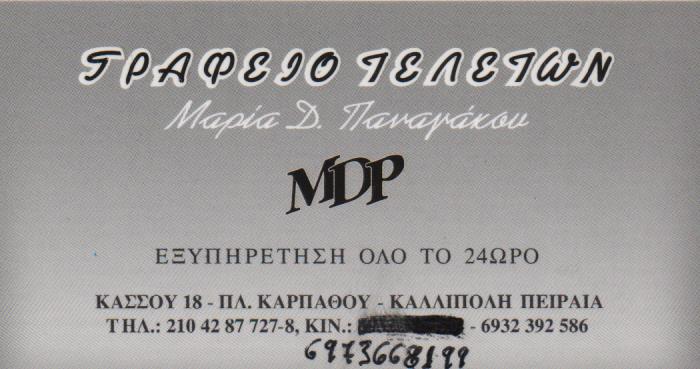 ΓΡΑΦΕΙΟ ΤΕΛΕΤΩΝ
Μαρία Δ. Παναγάκου
MDP
ΕΞΥΠΗΡΕΤΗΣΗ ΟΛΟ ΤΟ 24ΩΡΟ
ΚΑΣΣΟΥ 18 - ΠΛ. ΚΑΡΠΑΘΟΥ - ΚΑΛΛΙΠΟΛΗ ΠΕΙΡΑΙΑ
ΤΗΛ.: 210 42 87 727-8, ΚΙΝ.: - 6932 392 586
6973668199